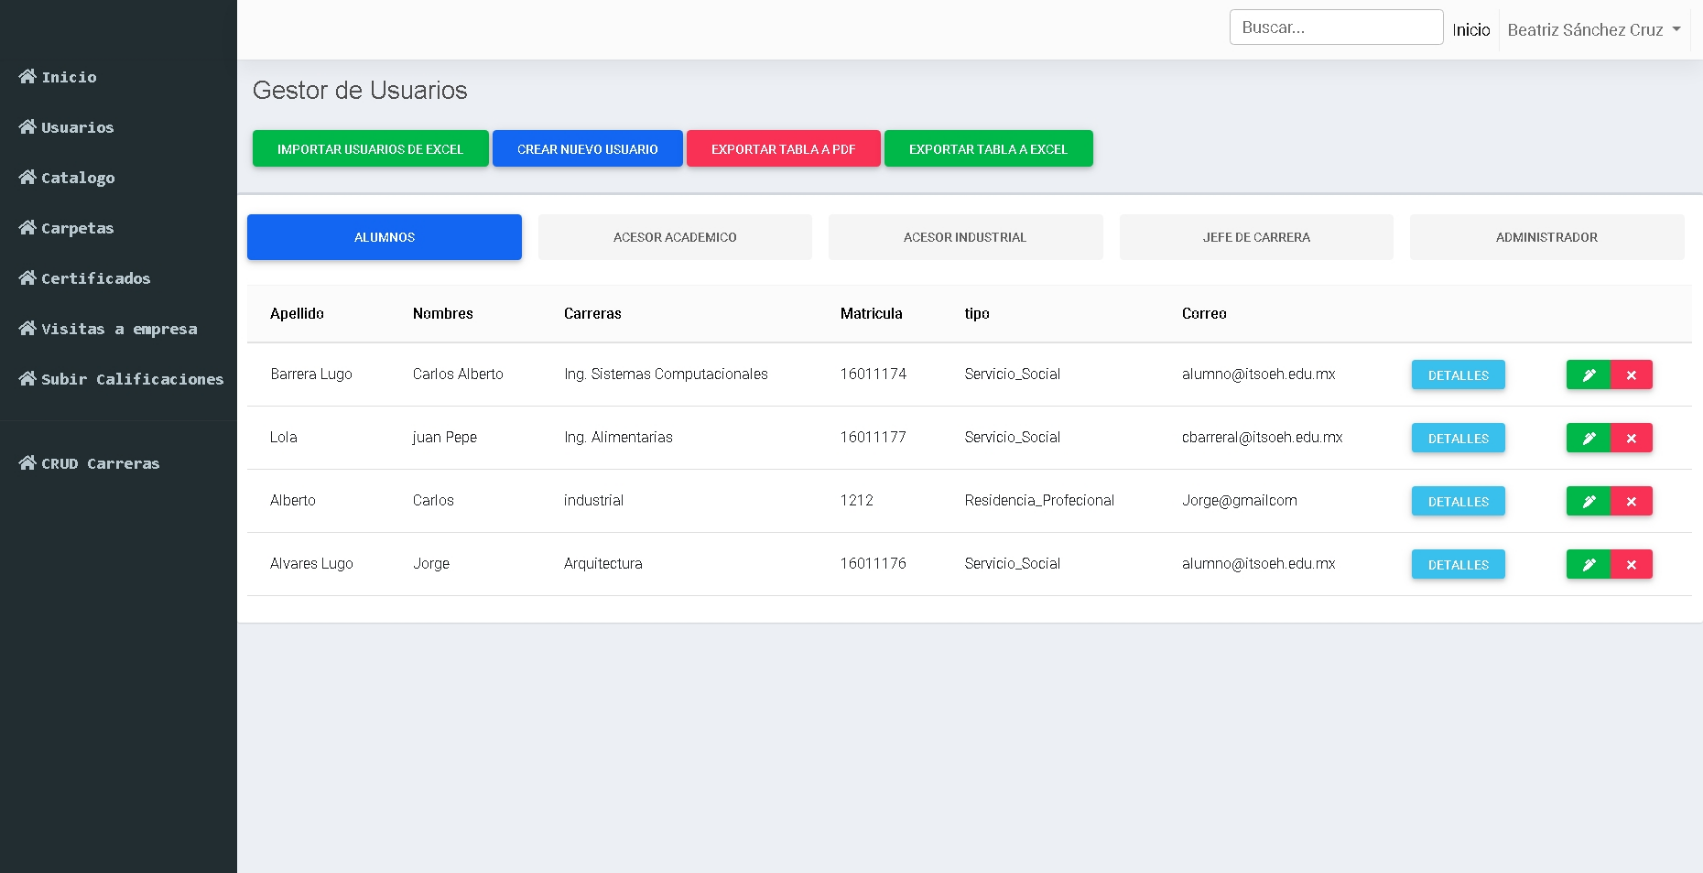 Buscar...
Inicio
Beatriz Sánchez Cruz
Inicio
Usuarios
Catalogo
Carpetas
Certificados
Visitas a empresa
Subir Calificaciones
CRUD Carreras
Gestor de Usuarios
IMPORTAR USUARIOS DE EXCEL CREAR NUEVO USUARIO EXPORTAR TABLA A PDF EXPORTAR TABLA A EXCEL
ALUMNOS ACESOR ACADEMICO ACESOR INDUSTRIAL JEFE DE CARRERA ADMINISTRADOR
Apellido Nombres Carreras Matricula tipo Correo
Barrera Lugo Carlos Alberto Ing. Sistemas Computacionales 16011174 Servicio_Social alumno@itsoeh.edu.mx DETALLES
Lola juan Pepe Ing. Alimentarias 16011177 Servicio_Social cbarreral@itsoeh.edu.mx DETALLES
Alberto Carlos industrial 1212 Residencia_Profecional Jorge@gmailcom DETALLES
Alvares Lugo Jorge Arquitectura 16011176 Servicio_Social alumno@itsoeh.edu.mx DETALLES